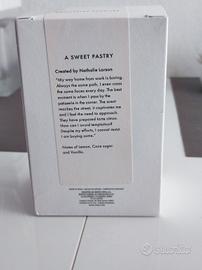 A SWEET PASTRY
Created by Nathalie Lorson
"My way home from work is boring.
Always the same path, I even cross
the same faces every day. The best
moment is when I pass by the
patisserie in the corner. The scent
reaches the street, it captivates me
and I feel the need to approach.
They have prepared tarte citron.
How can I avoid temptation?
Despite my efforts, I cannot resist.
I am buying some."
Notes of Lemon, Cane sugar
and Vanilla.
subito